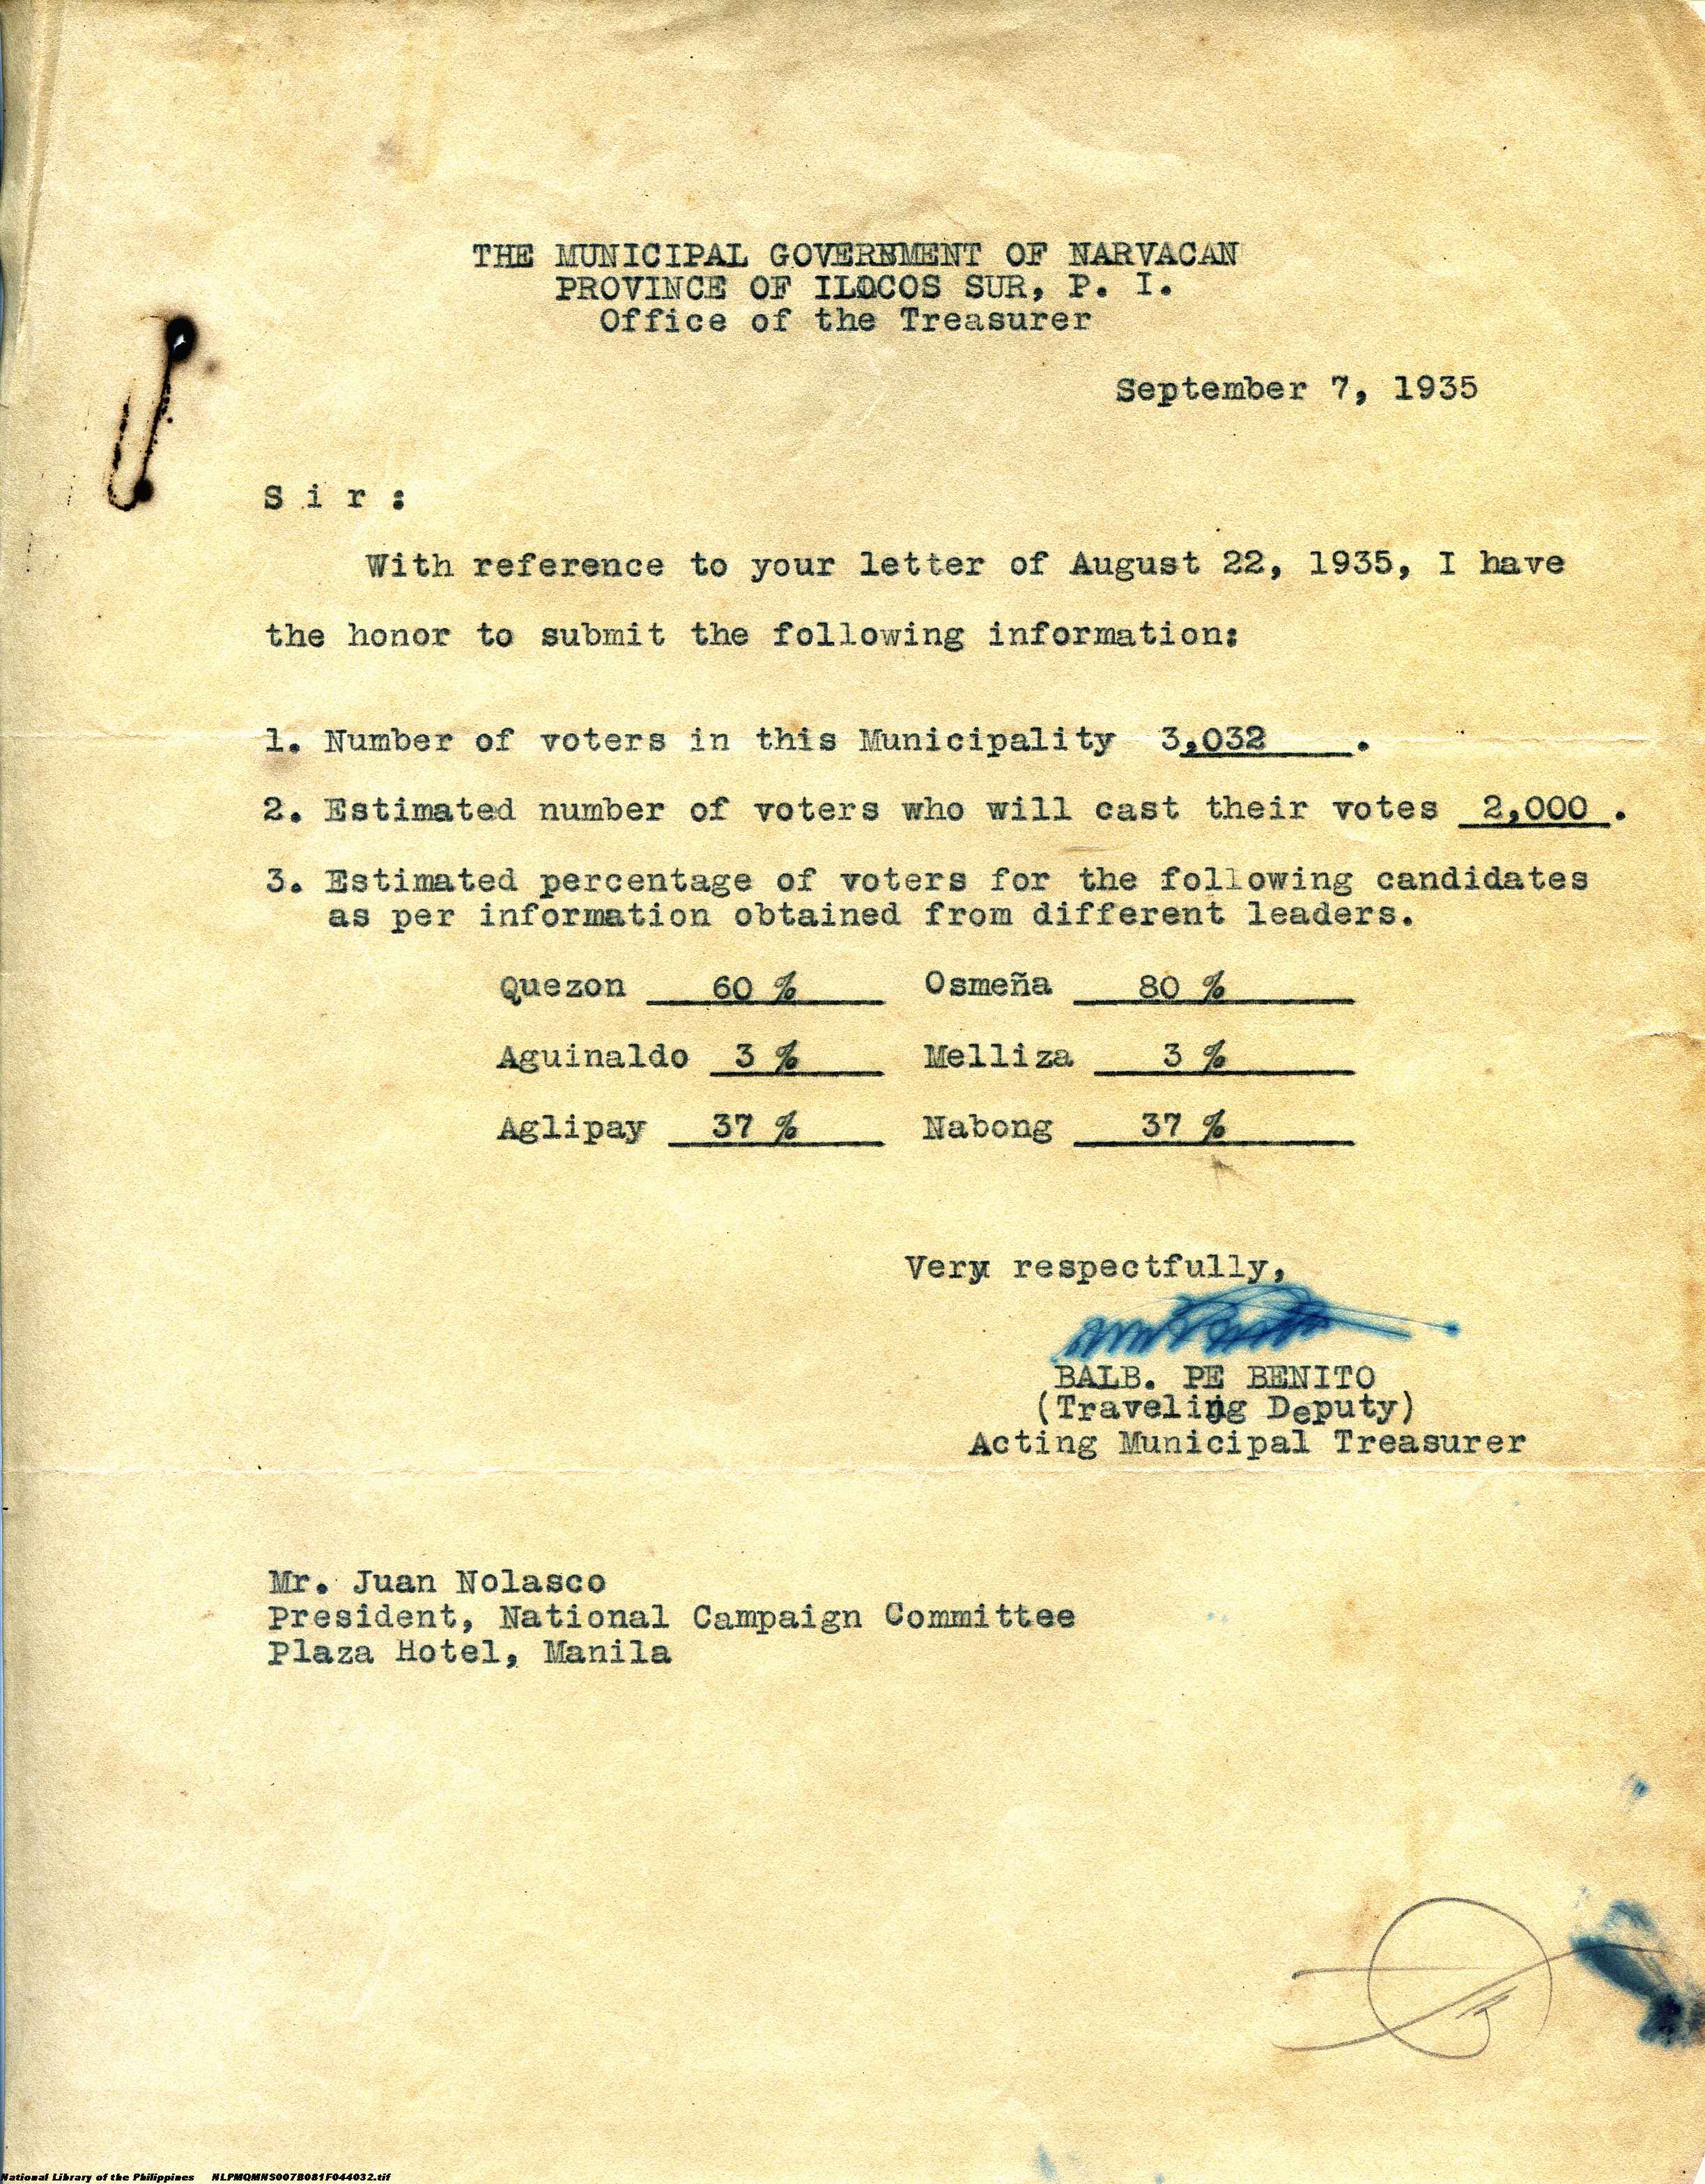 THE MUNICIPAL GOVERNMENT OF NARVACAN
PROVINCE OF ILOCOS SUR, P. I.
Office of the Treasurer
September 7, 1935
S i r :
With reference to your letter of August 22, 1935, I have
the honor to submit the following information:
1. Number of voters in this Municipality 3,032 .
2. Estimated number of voters who will cast their votes 2,000 .
3. Estimated percentage of voters for the following candidates
as per information obtained from different leaders.
Quezon 60 % Osmeña 80 %
Aguinaldo 3 % Melliza 3 %
Aglipay 37 % Nabong 37 %
Very respectfully,
BALB. PE BENITO
(Traveling Deputy)
Acting Municipal Treasurer
Mr. Juan Nolasco
President, National Campaign Committee
Plaza Hotel, Manila
National Library of the Philippines NLPMQMNS007B081F044032.tif